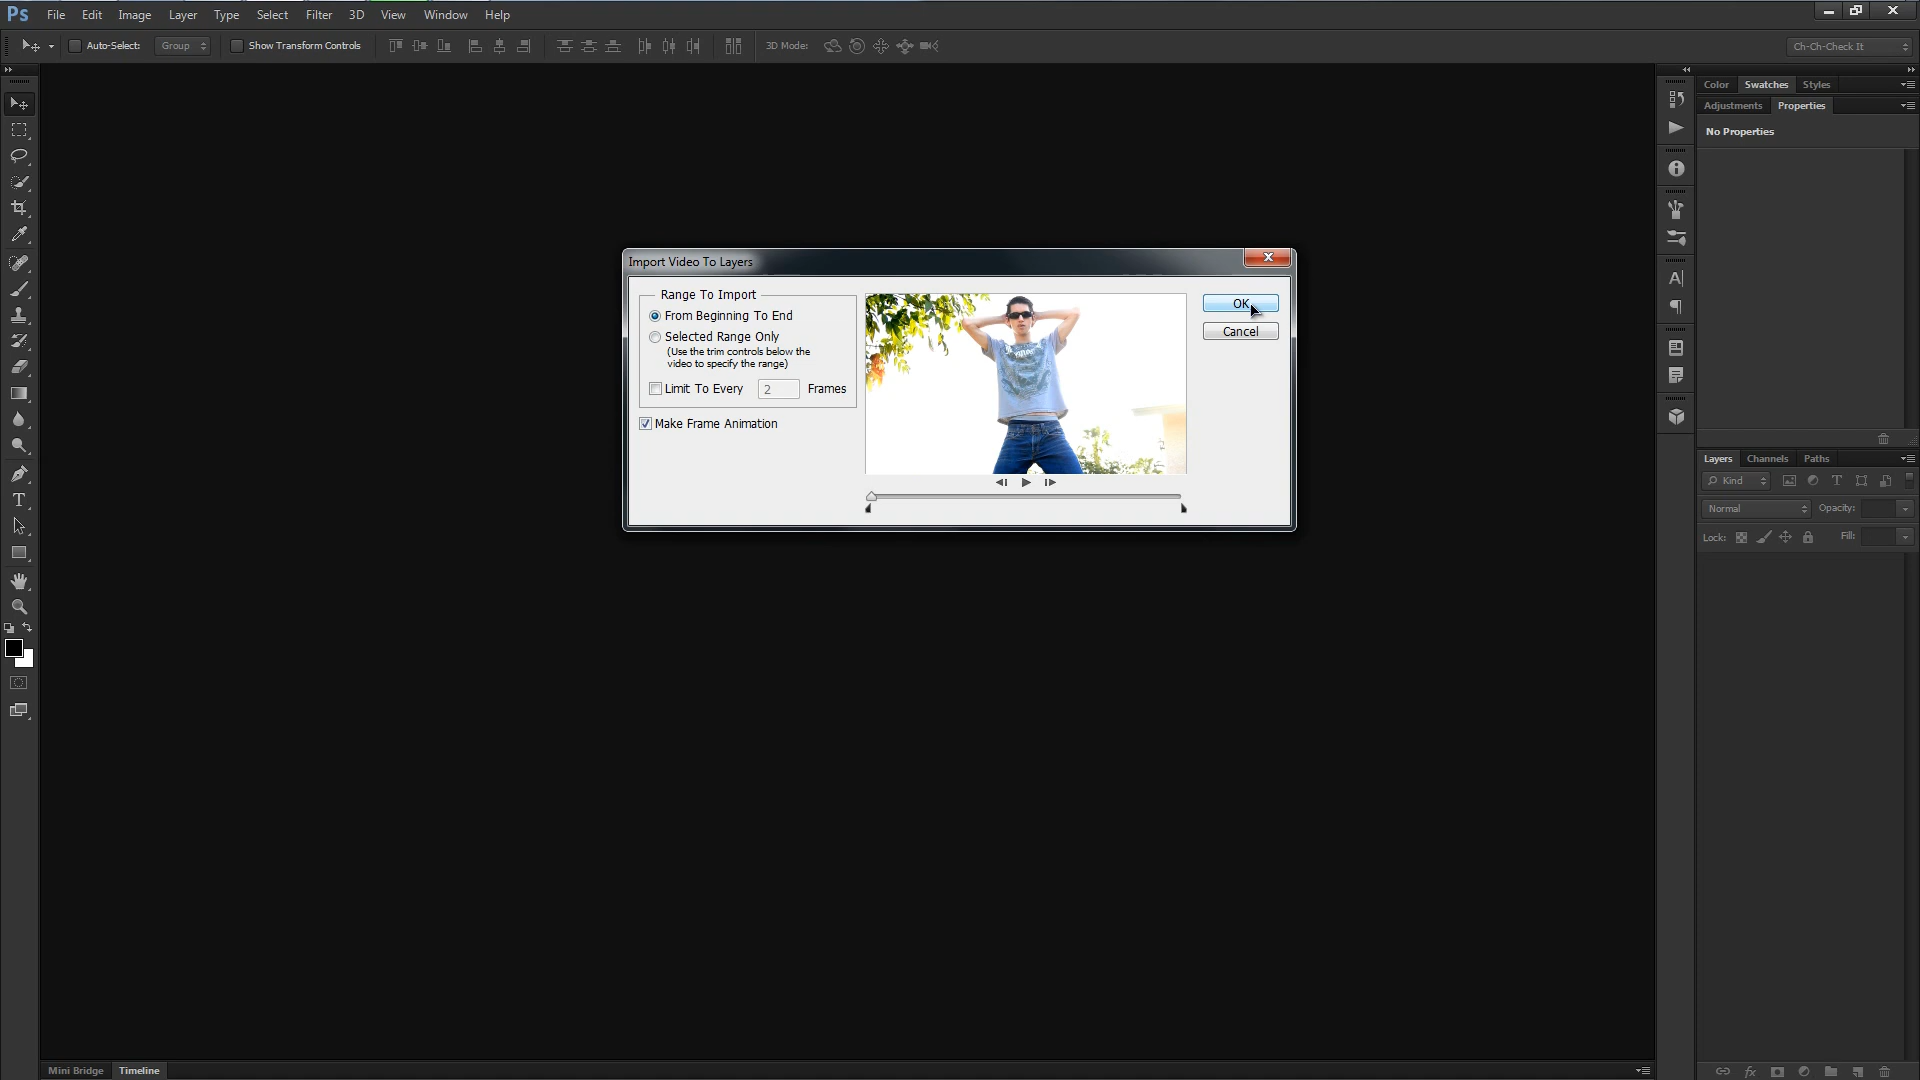 Ps File Edit Image Layer Type Select Filter 3D View Window Help
Auto-Select: Group Show Transform Controls 3D Mode: Ch-Ch-Check It
Color Swatches Styles
Adjustments Properties
No Properties
Import Video To Layers
Range To Import
From Beginning To End
Selected Range Only
(Use the trim controls below the
video to specify the range)
Limit To Every 2 Frames
Make Frame Animation
OK
Cancel
Layers Channels Paths
Kind
Normal Opacity:
Lock: Fill:
Mini Bridge Timeline